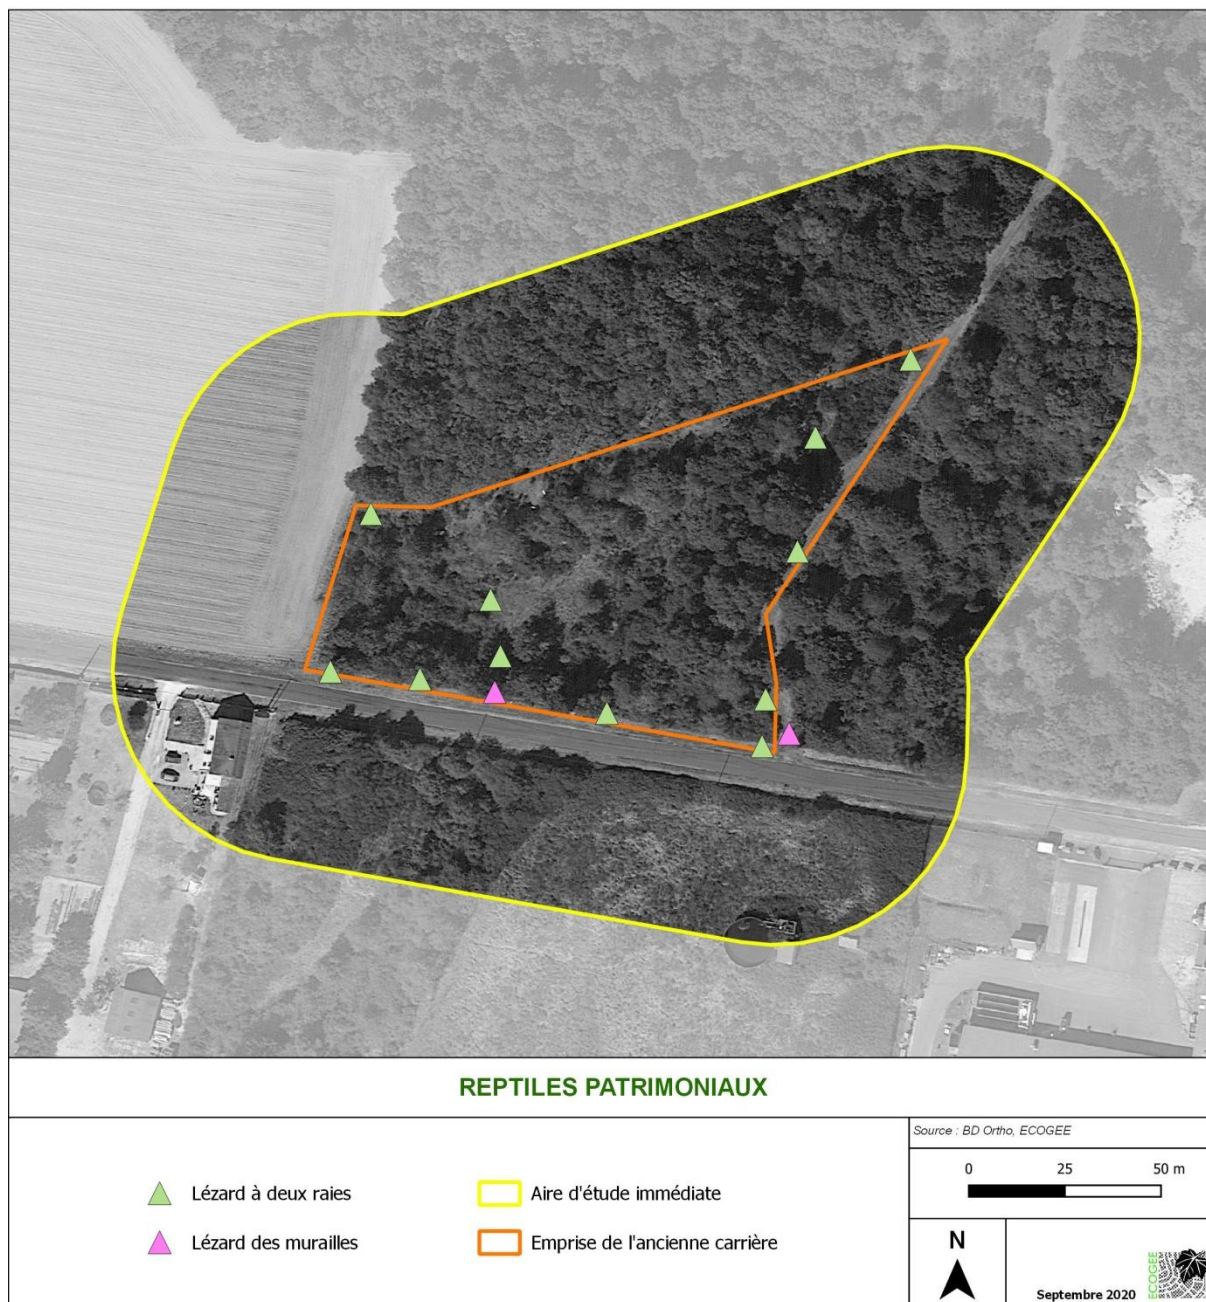 REPTILES PATRIMONIAUX
Lézard à deux raies
Lézard des murailles
Aire d'étude immédiate
Emprise de l'ancienne carrière
Source : BD Ortho, ECOGEE
0 25 50 m
N
Septembre 2020
ECOGEE